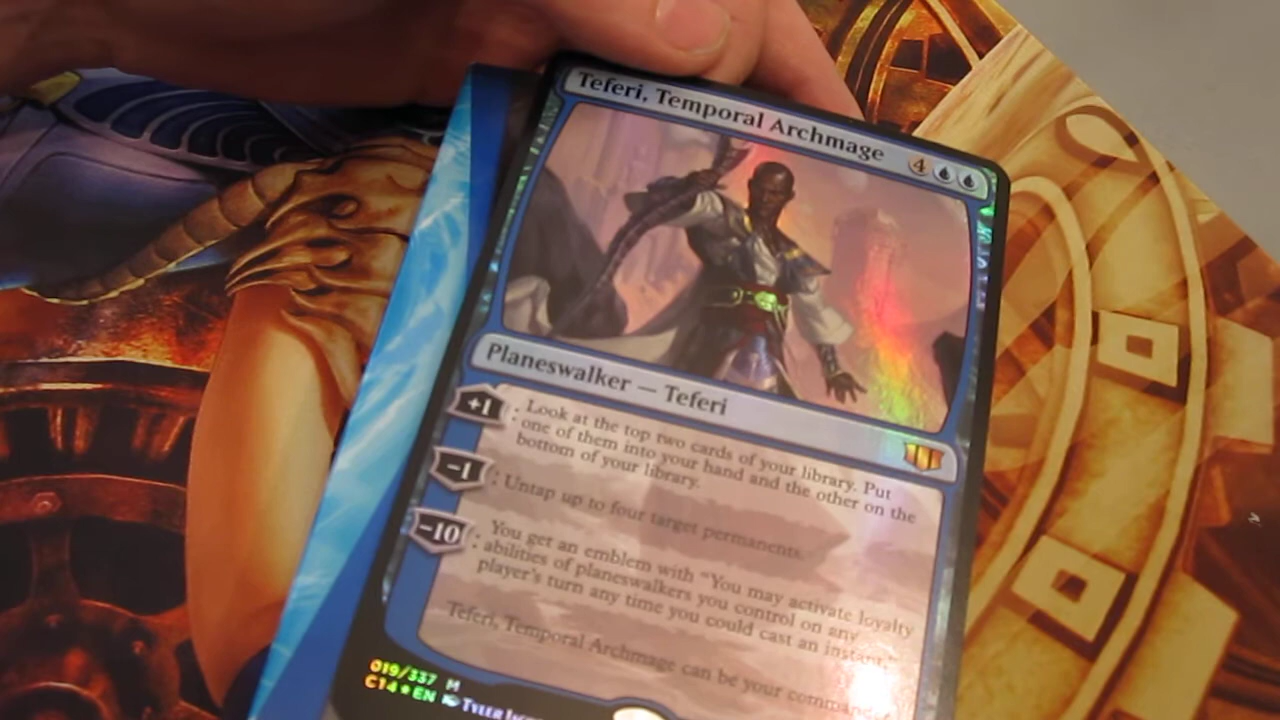 Teferi, Temporal Archmage 4
Planeswalker — Teferi
+1 : Look at the top two cards of your library. Put
one of them into your hand and the other on the
bottom of your library.
-1 : Untap up to four target permanents.
-10 : You get an emblem with "You may activate loyalty
abilities of planeswalkers you control on any
player's turn any time you could cast an instant."
Teferi, Temporal Archmage can be your commander.
019/337 M
C14★EN TYLER